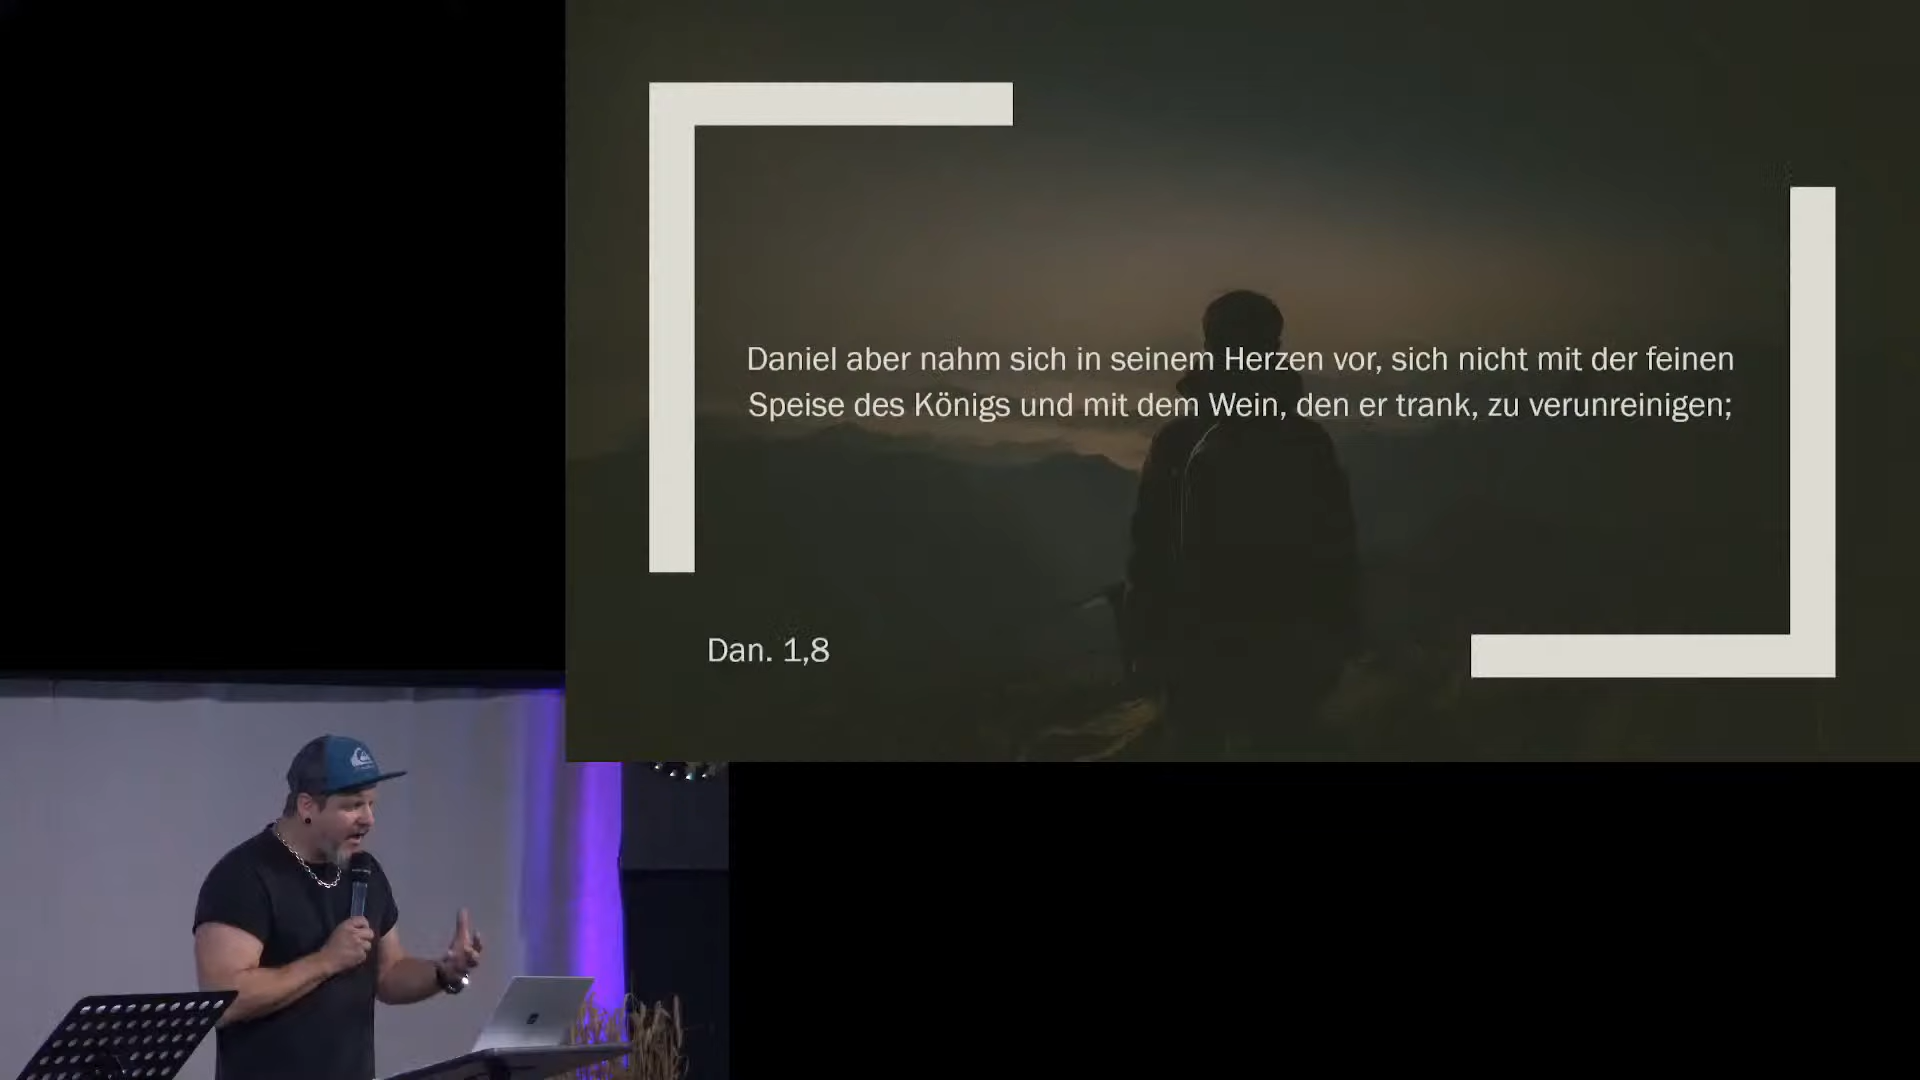 Daniel aber nahm sich in seinem Herzen vor, sich nicht mit der feinen
Speise des Königs und mit dem Wein, den er trank, zu verunreinigen;
Dan. 1,8